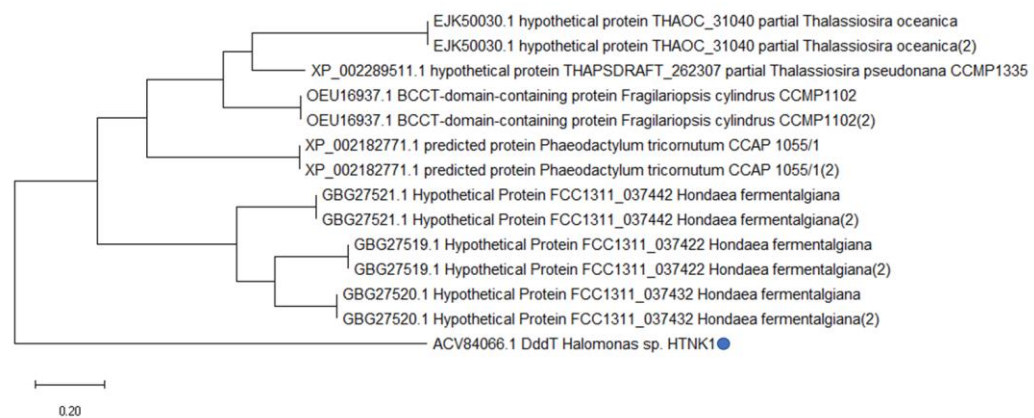 EJK50030.1 hypothetical protein THAOC_31040 partial Thalassiosira oceanica
EJK50030.1 hypothetical protein THAOC_31040 partial Thalassiosira oceanica(2)
XP_002289511.1 hypothetical protein THAPSDRAFT_262307 partial Thalassiosira pseudonana CCMP1335
OEU16937.1 BCCT-domain-containing protein Fragilariopsis cylindrus CCMP1102
OEU16937.1 BCCT-domain-containing protein Fragilariopsis cylindrus CCMP1102(2)
XP_002182771.1 predicted protein Phaeodactylum tricornutum CCAP 1055/1
XP_002182771.1 predicted protein Phaeodactylum tricornutum CCAP 1055/1(2)
GBG27521.1 Hypothetical Protein FCC1311_037442 Hondaea fermentalgiana
GBG27521.1 Hypothetical Protein FCC1311_037442 Hondaea fermentalgiana(2)
GBG27519.1 Hypothetical Protein FCC1311_037422 Hondaea fermentalgiana
GBG27519.1 Hypothetical Protein FCC1311_037422 Hondaea fermentalgiana(2)
GBG27520.1 Hypothetical Protein FCC1311_037432 Hondaea fermentalgiana
GBG27520.1 Hypothetical Protein FCC1311_037432 Hondaea fermentalgiana(2)
ACV84066.1 DddT Halomonas sp. HTNK1
0.20